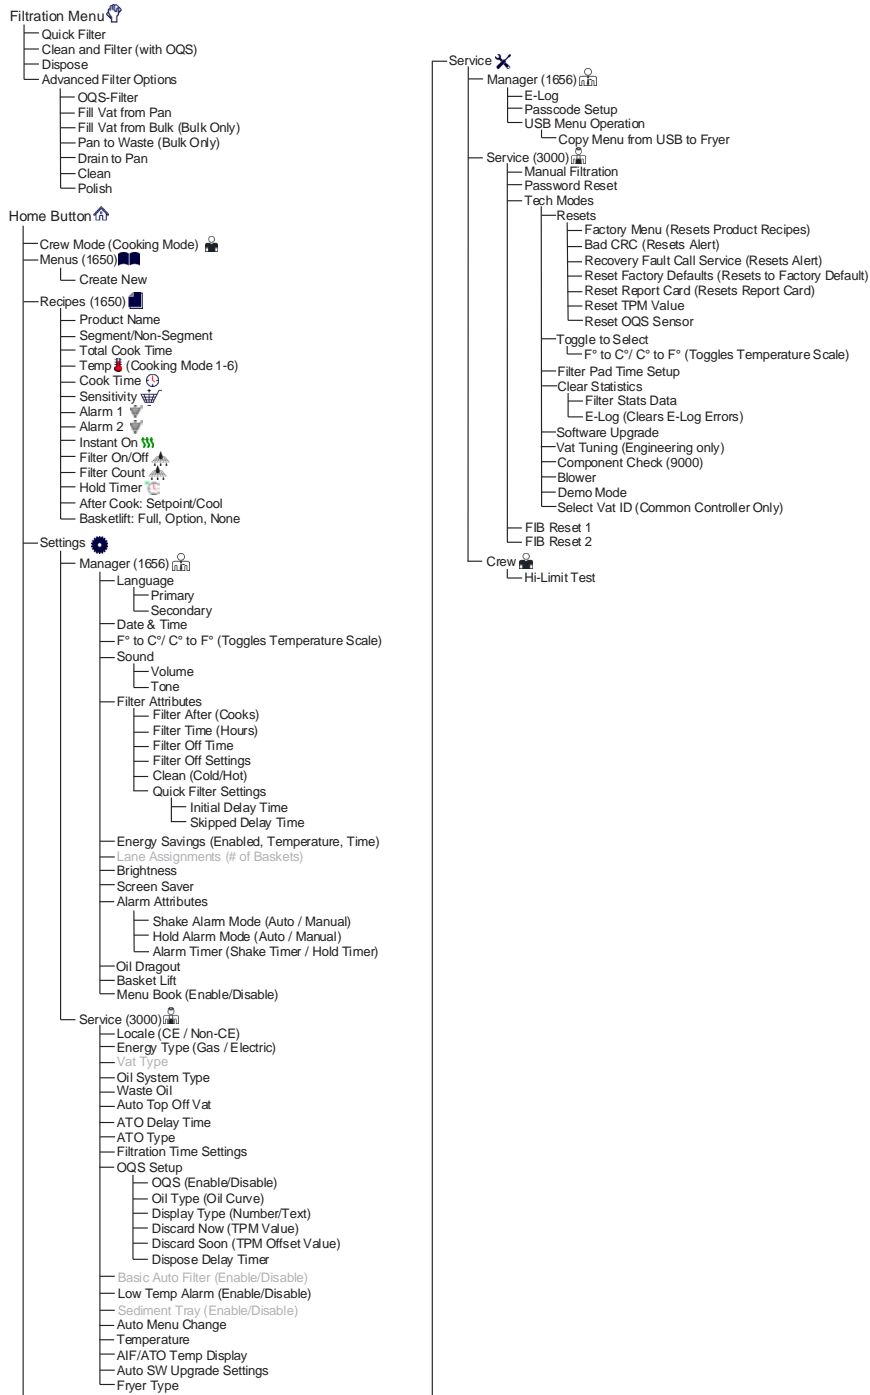 Filtration Menu
Quick Filter
Clean and Filter (with OQS)
Dispose
Advanced Filter Options
OQS-Filter
Fill Vat from Pan
Fill Vat from Bulk (Bulk Only)
Pan to Waste (Bulk Only)
Drain to Pan
Clean
Polish
Home Button
Crew Mode (Cooking Mode)
Menus (1650)
Create New
Recipes (1650)
Product Name
Segment/Non-Segment
Total Cook Time
Temp (Cooking Mode 1-6)
Cook Time
Sensitivity
Alarm 1
Alarm 2
Instant On
Filter On/Off
Filter Count
Hold Timer
After Cook: Setpoint/Cool
Basketlift: Full, Option, None
Settings
Manager (1656)
Language
Primary
Secondary
Date & Time
F° to C°/ C° to F° (Toggles Temperature Scale)
Sound
Volume
Tone
Filter Attributes
Filter After (Cooks)
Filter Time (Hours)
Filter Off Time
Filter Off Settings
Clean (Cold/Hot)
Quick Filter Settings
Initial Delay Time
Skipped Delay Time
Energy Savings (Enabled, Temperature, Time)
Lane Assignments (# of Baskets)
Brightness
Screen Saver
Alarm Attributes
Shake Alarm Mode (Auto / Manual)
Hold Alarm Mode (Auto / Manual)
Alarm Timer (Shake Timer / Hold Timer)
Oil Dragout
Basket Lift
Menu Book (Enable/Disable)
Service (3000)
Locale (CE / Non-CE)
Energy Type (Gas / Electric)
Vat Type
Oil System Type
Waste Oil
Auto Top Off Vat
ATO Delay Time
ATO Type
Filtration Time Settings
OQS Setup
OQS (Enable/Disable)
Oil Type (Oil Curve)
Display Type (Number/Text)
Discard Now (TPM Value)
Discard Soon (TPM Offset Value)
Dispose Delay Timer
Basic Auto Filter (Enable/Disable)
Low Temp Alarm (Enable/Disable)
Sediment Tray (Enable/Disable)
Auto Menu Change
Temperature
AIF/ATO Temp Display
Auto SW Upgrade Settings
Fryer Type
Service
Manager (1656)
E-Log
Passcode Setup
USB Menu Operation
Copy Menu from USB to Fryer
Service (3000)
Manual Filtration
Password Reset
Tech Modes
Resets
Factory Menu (Resets Product Recipes)
Bad CRC (Resets Alert)
Recovery Fault Call Service (Resets Alert)
Reset Factory Defaults (Resets to Factory Default)
Reset Report Card (Resets Report Card)
Reset TPM Value
Reset OQS Sensor
Toggle to Select
F° to C°/ C° to F° (Toggles Temperature Scale)
Filter Pad Time Setup
Clear Statistics
Filter Stats Data
E-Log (Clears E-Log Errors)
Software Upgrade
Vat Tuning (Engineering only)
Component Check (9000)
Blower
Demo Mode
Select Vat ID (Common Controller Only)
FIB Reset 1
FIB Reset 2
Crew
Hi-Limit Test